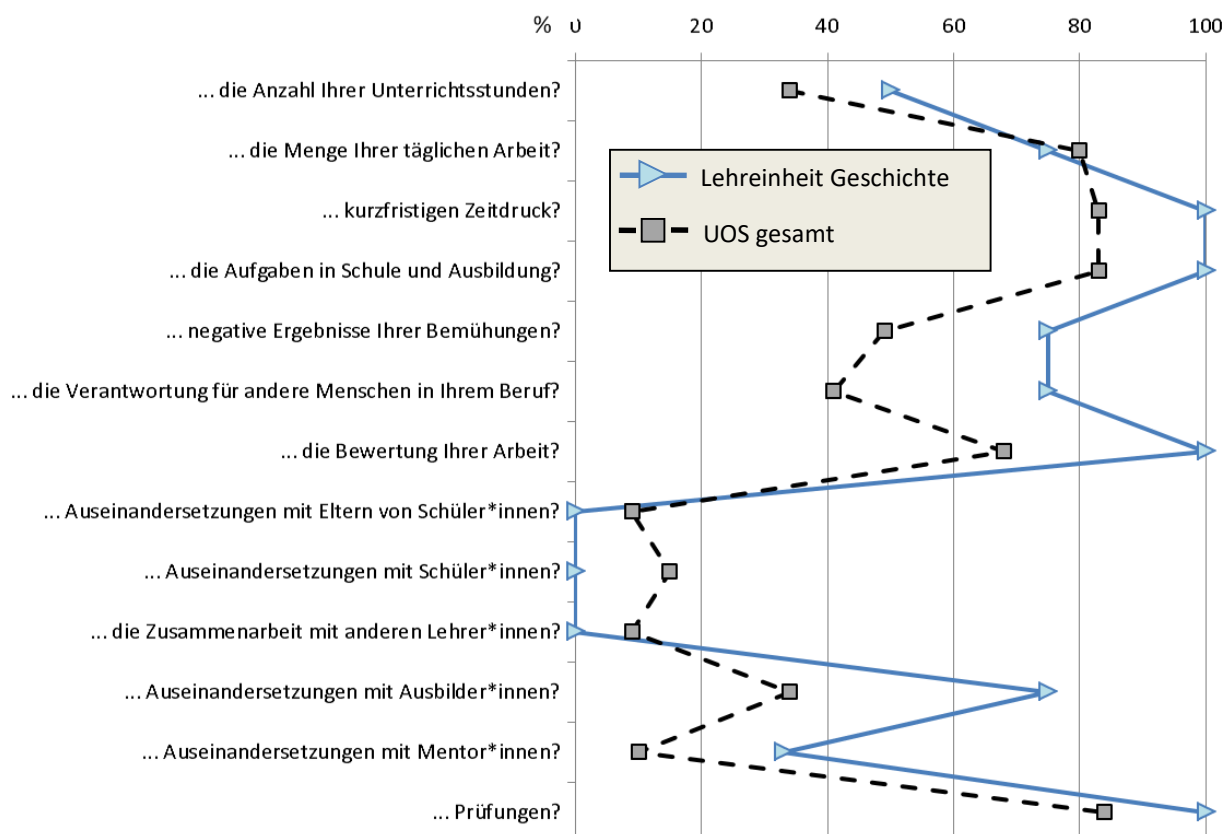 % 0 20 40 60 80 100
... die Anzahl Ihrer Unterrichtsstunden?
... die Menge Ihrer täglichen Arbeit?
Lehreinheit Geschichte
... kurzfristigen Zeitdruck?
UOS gesamt
... die Aufgaben in Schule und Ausbildung?
... negative Ergebnisse Ihrer Bemühungen?
... die Verantwortung für andere Menschen in Ihrem Beruf?
... die Bewertung Ihrer Arbeit?
... Auseinandersetzungen mit Eltern von Schüler*innen?
... Auseinandersetzungen mit Schüler*innen?
... die Zusammenarbeit mit anderen Lehrer*innen?
... Auseinandersetzungen mit Ausbilder*innen?
... Auseinandersetzungen mit Mentor*innen?
... Prüfungen?